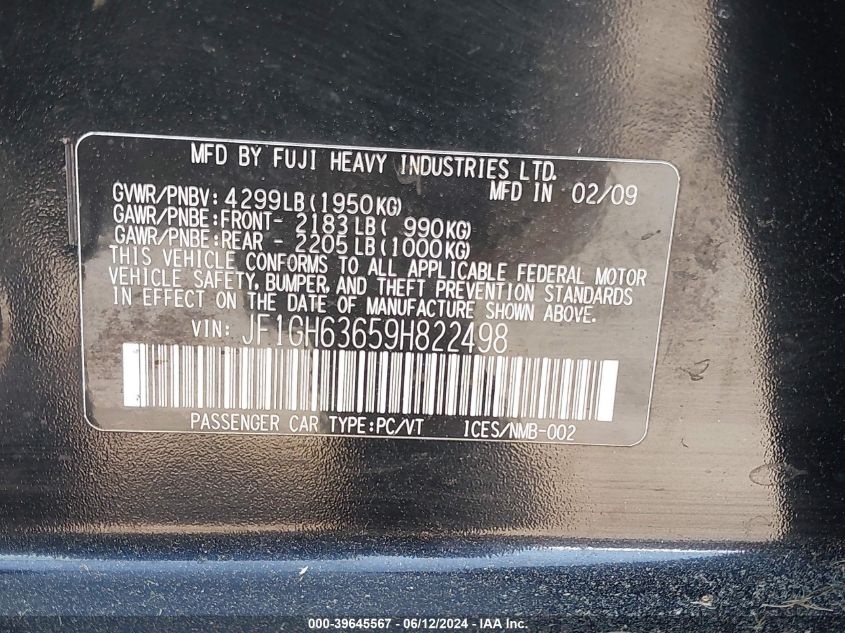 MFD BY FUJI HEAVY INDUSTRIES LTD.
MFD IN 02/09
GVWR/PNBV: 4299LB(1950KG)
GAWR/PNBE:FRONT- 2183LB( 990KG)
GAWR/PNBE:REAR - 2205LB(1000KG)
THIS VEHICLE CONFORMS TO ALL APPLICABLE FEDERAL MOTOR
VEHICLE SAFETY, BUMPER, AND THEFT PREVENTION STANDARDS
IN EFFECT ON THE DATE OF MANUFACTURE SHOWN ABOVE.
VIN: JF1GH63659H822498
PASSENGER CAR TYPE:PC/VT ICES/NMB-002
000-39645567 / 06/12/2024 - IAA Inc.